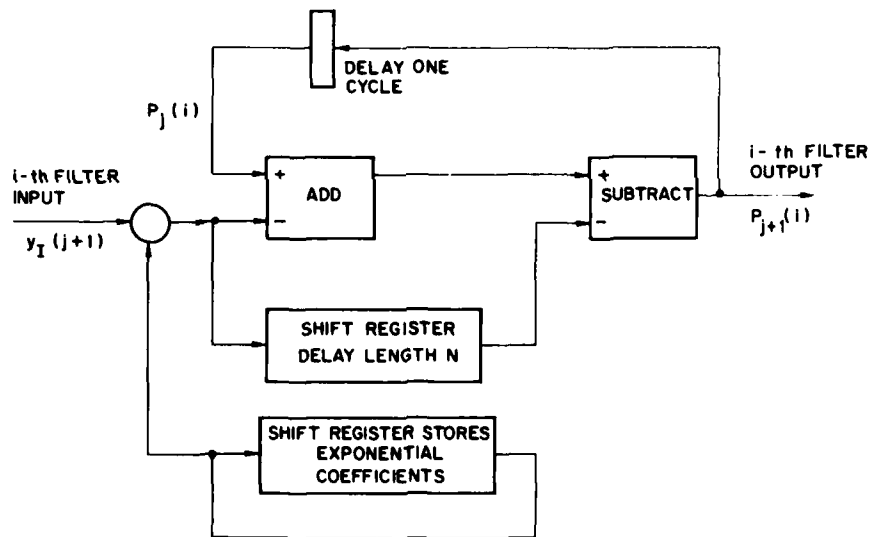 DELAY ONE
CYCLE
P_j(i)
i-th FILTER
INPUT
y_I(j+1)
+
-
ADD
+
-
SUBTRACT
i-th FILTER
OUTPUT
P_{j+1}(i)
SHIFT REGISTER
DELAY LENGTH N
SHIFT REGISTER STORES
EXPONENTIAL
COEFFICIENTS